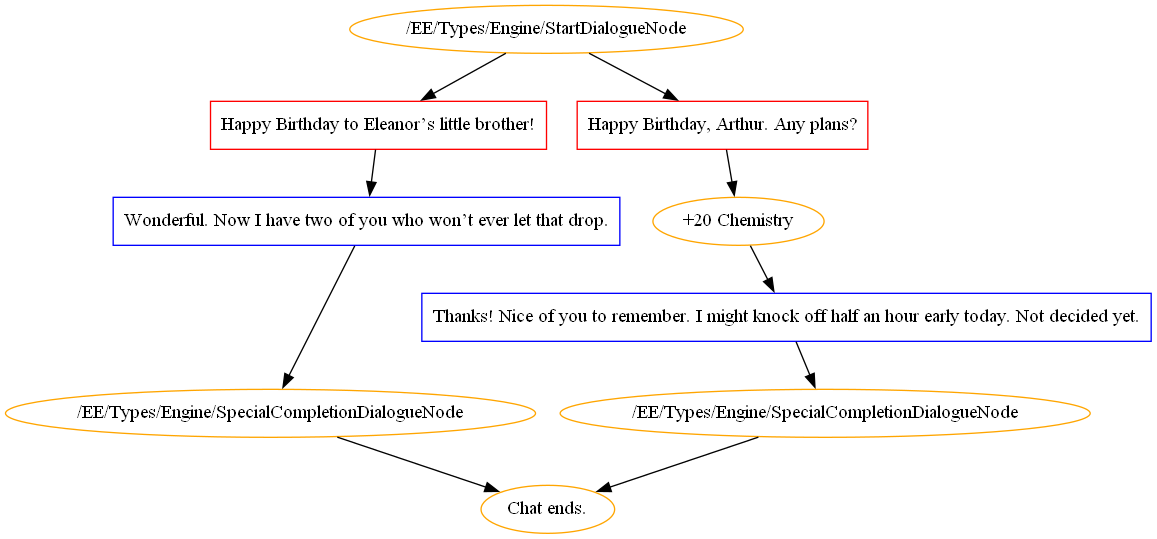 /EE/Types/Engine/StartDialogueNode
Happy Birthday to Eleanor’s little brother!
Happy Birthday, Arthur. Any plans?
Wonderful. Now I have two of you who won’t ever let that drop.
+20 Chemistry
Thanks! Nice of you to remember. I might knock off half an hour early today. Not decided yet.
/EE/Types/Engine/SpecialCompletionDialogueNode
/EE/Types/Engine/SpecialCompletionDialogueNode
Chat ends.